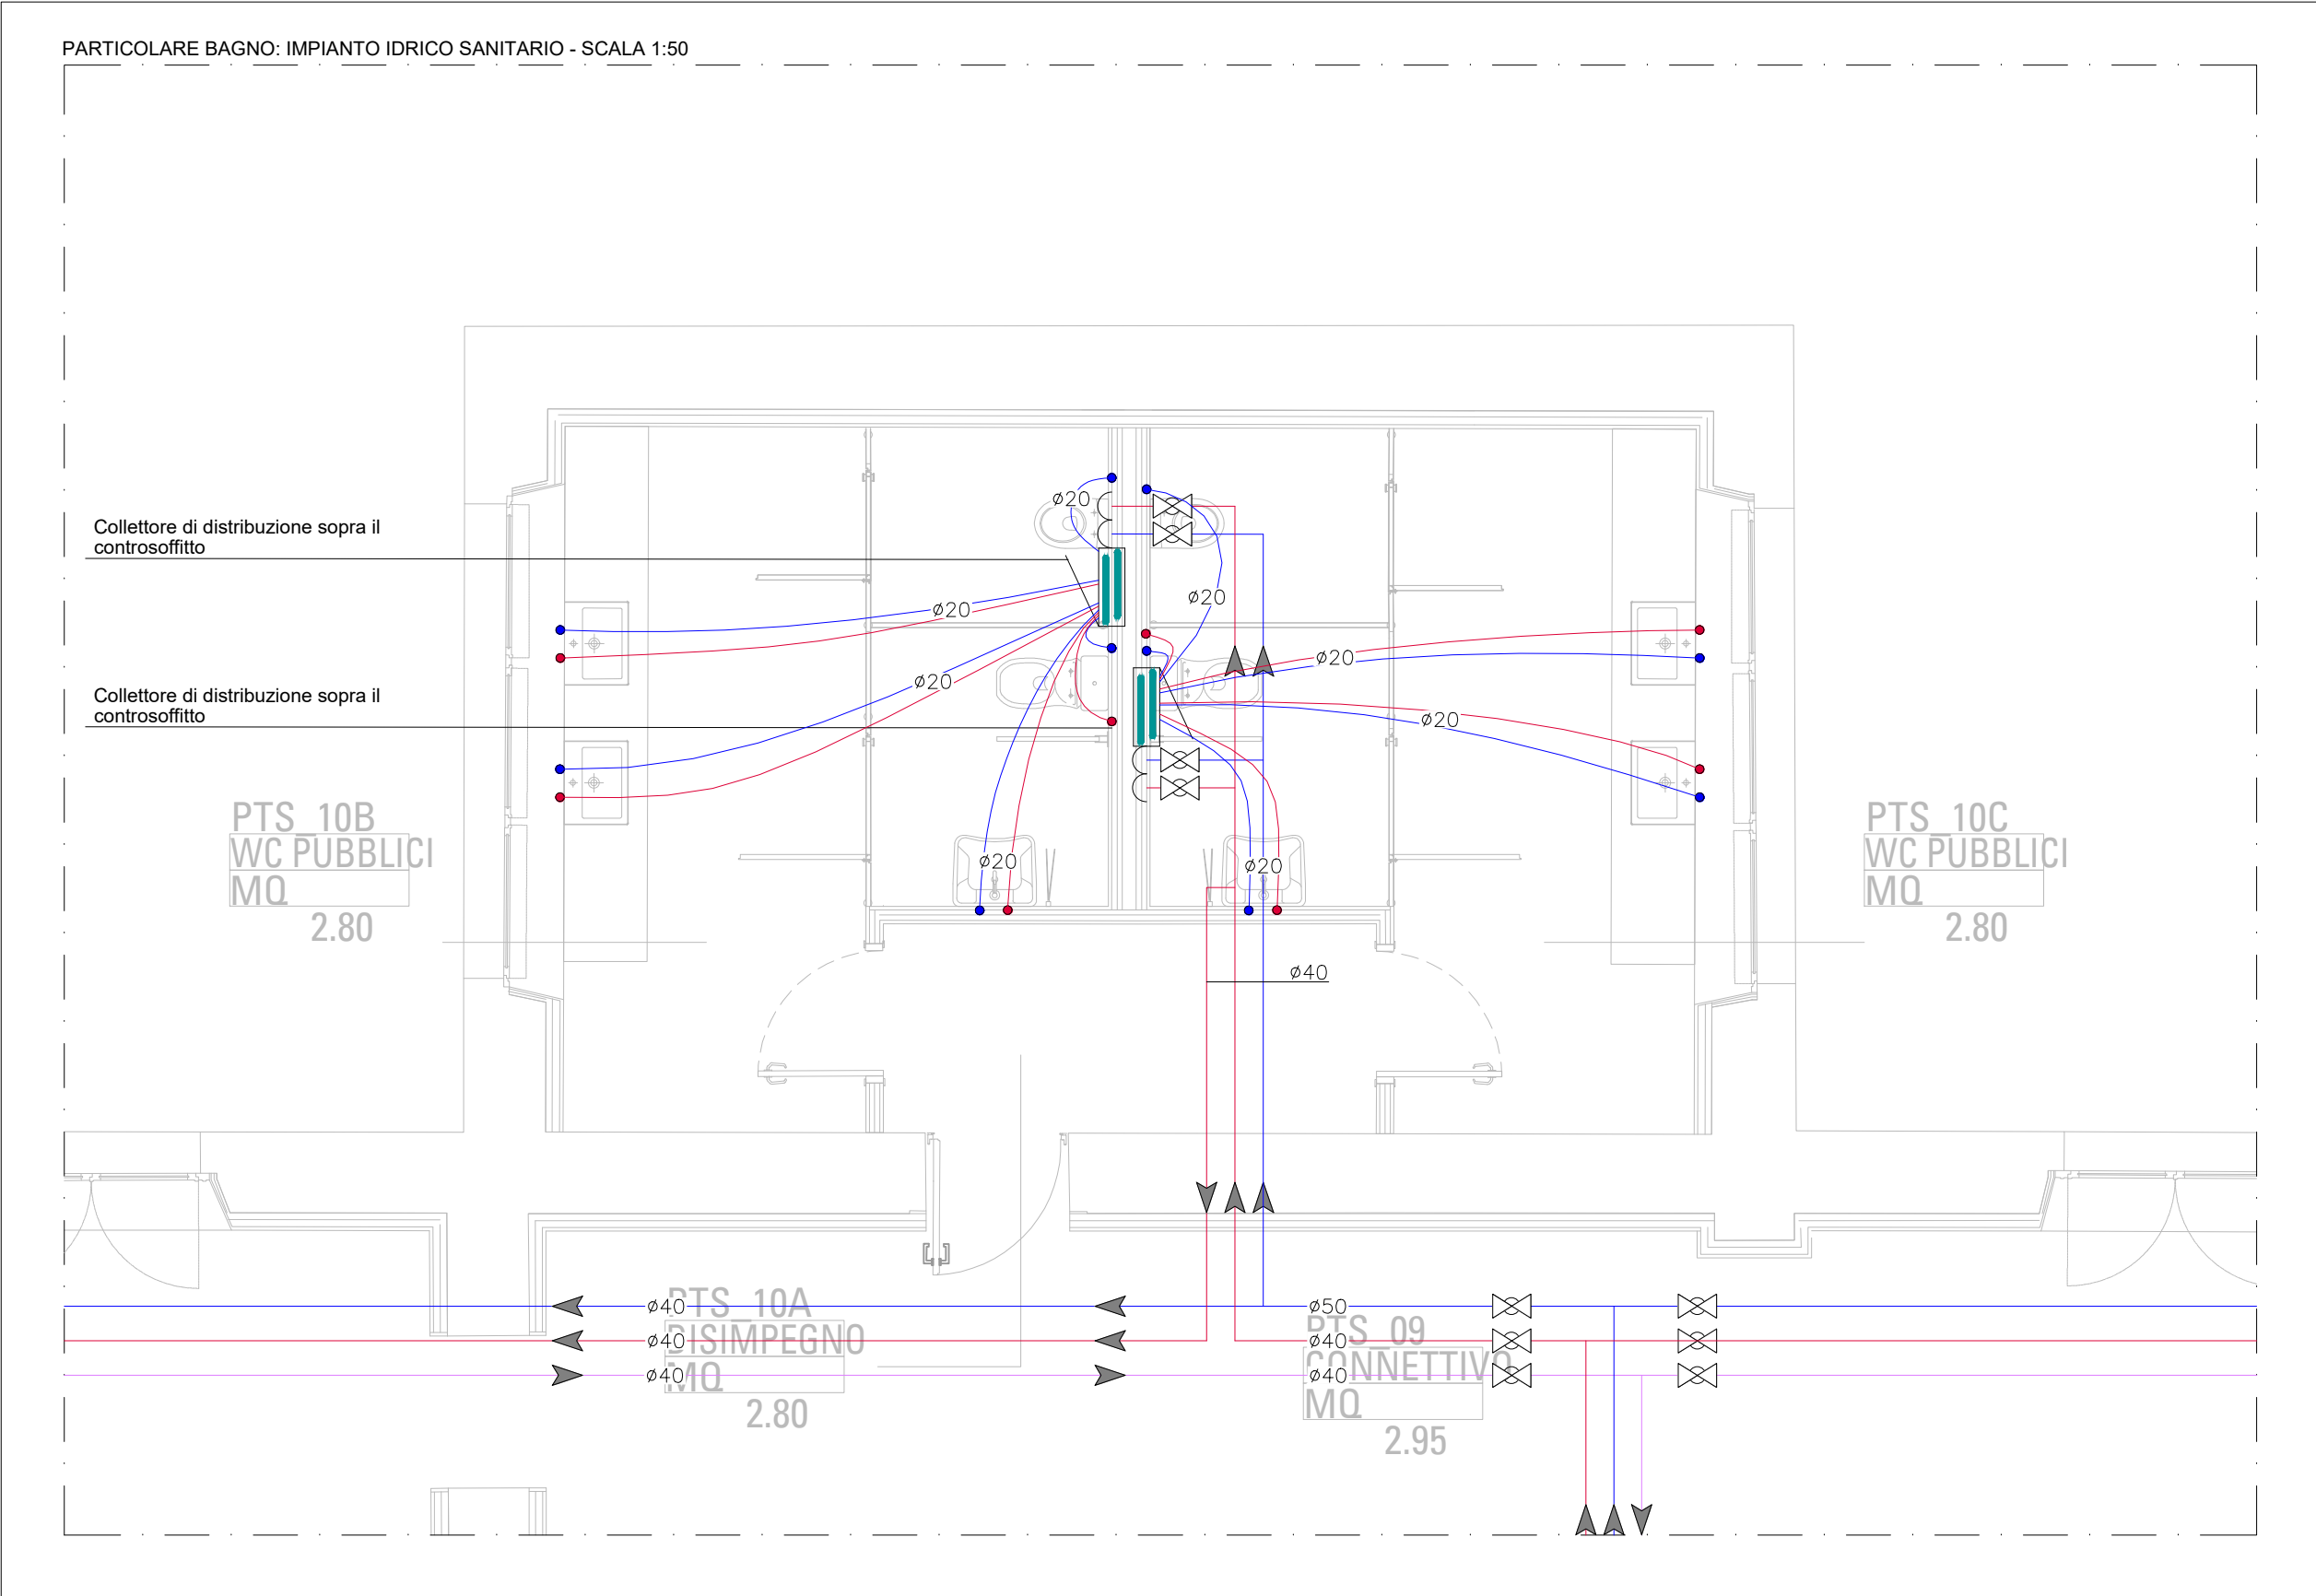 PARTICOLARE BAGNO: IMPIANTO IDRICO SANITARIO - SCALA 1:50
ø20
Collettore di distribuzione sopra il
controsoffitto
ø20
ø20
ø20
ø20
Collettore di distribuzione sopra il
controsoffitto
ø20
PTS_10B
WC PUBBLICI
MQ
2.80
PTS_10C
WC PUBBLICI
MQ
2.80
ø20
ø20
ø40
PTS_10A
DISIMPEGNO
MQ
2.80
ø40
ø40
ø40
ø50
ø40
ø40
PTS_09
CONNETTIVO
MQ
2.95